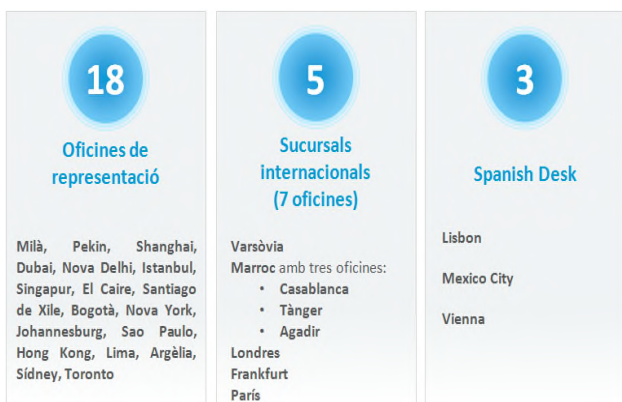 18
Oficines de
representació
Milà, Pekin, Shanghai,
Dubai, Nova Delhi, Istanbul,
Singapur, El Caire, Santiago
de Xile, Bogotà, Nova York,
Johannesburg, Sao Paulo,
Hong Kong, Lima, Argèlia,
Sídney, Toronto
5
Sucursals
internacionals
(7 oficines)
Varsòvia
Marroc amb tres oficines:
• Casablanca
• Tànger
• Agadir
Londres
Frankfurt
París
3
Spanish Desk
Lisbon
Mexico City
Vienna